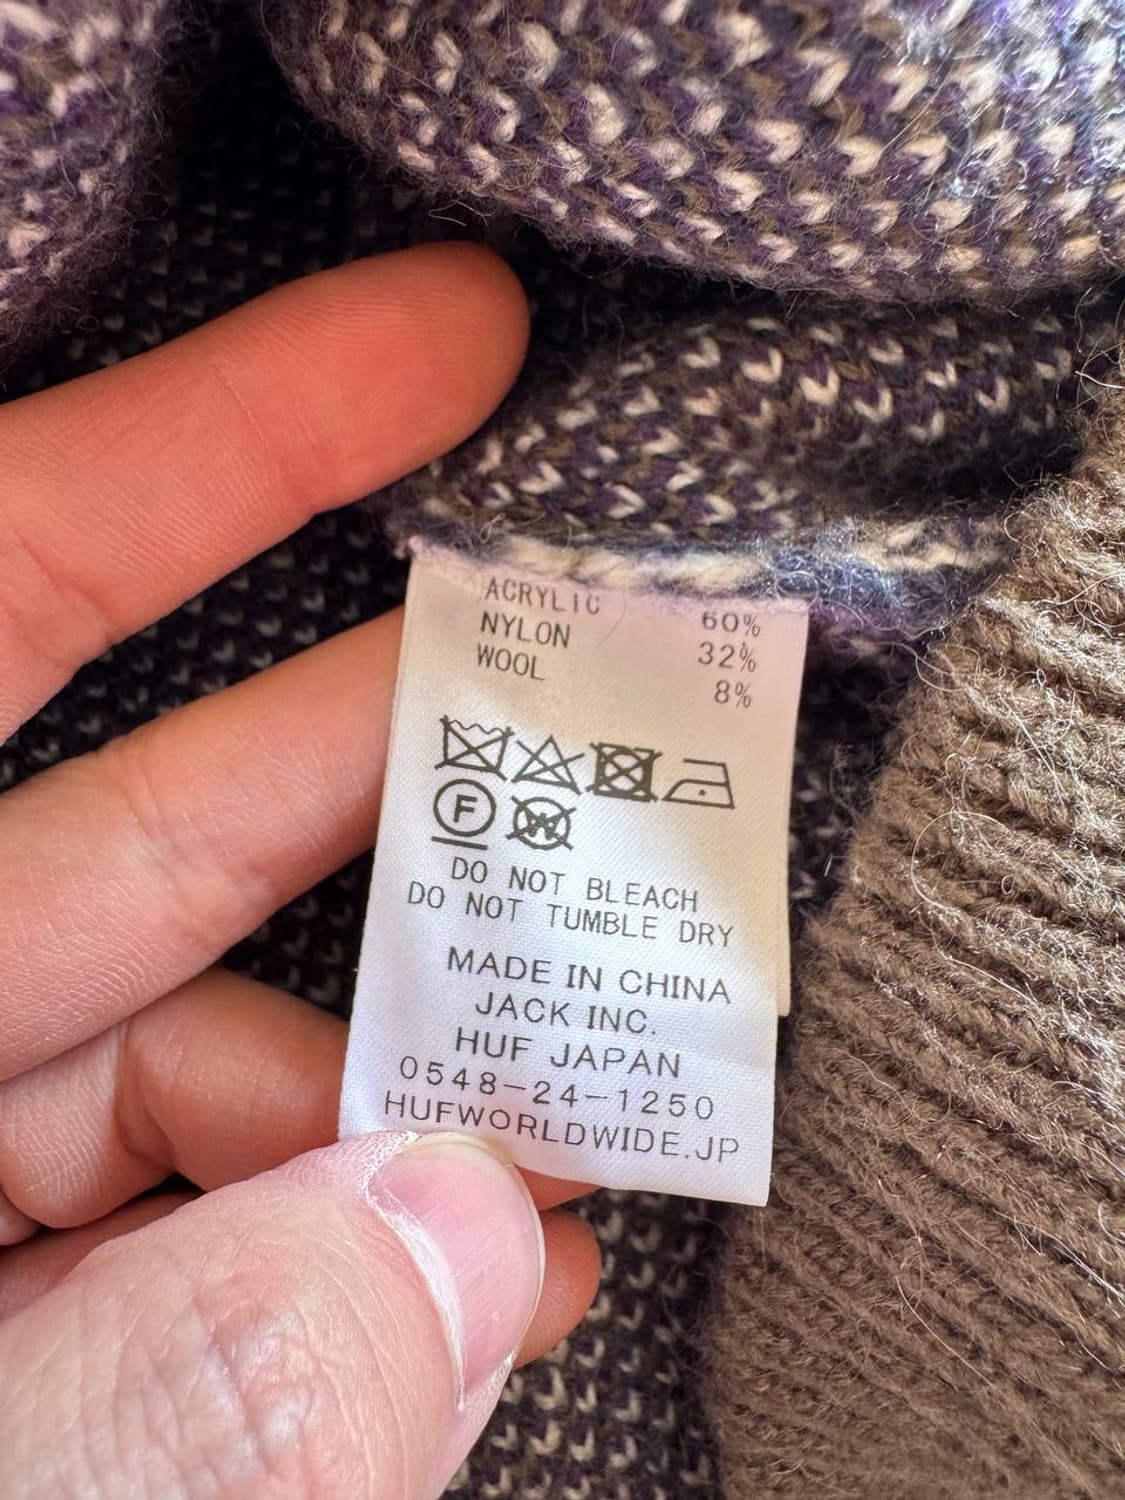 ACRYLIC 60%
NYLON 32%
WOOL 8%
F W
DO NOT BLEACH
DO NOT TUMBLE DRY
MADE IN CHINA
JACK INC.
HUF JAPAN
0548-24-1250
HUFWORLDWIDE.JP